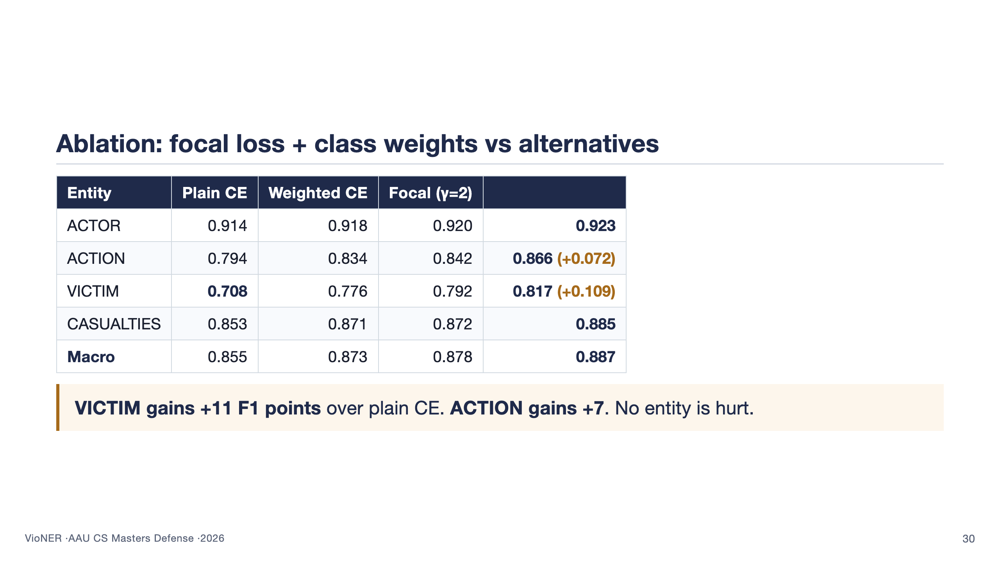 Ablation: focal loss + class weights vs alternatives
Entity Plain CE Weighted CE Focal (γ=2)
ACTOR 0.914 0.918 0.920 0.923
ACTION 0.794 0.834 0.842 0.866 (+0.072)
VICTIM 0.708 0.776 0.792 0.817 (+0.109)
CASUALTIES 0.853 0.871 0.872 0.885
Macro 0.855 0.873 0.878 0.887
VICTIM gains +11 F1 points over plain CE. ACTION gains +7. No entity is hurt.
VioNER ·AAU CS Masters Defense ·2026
30